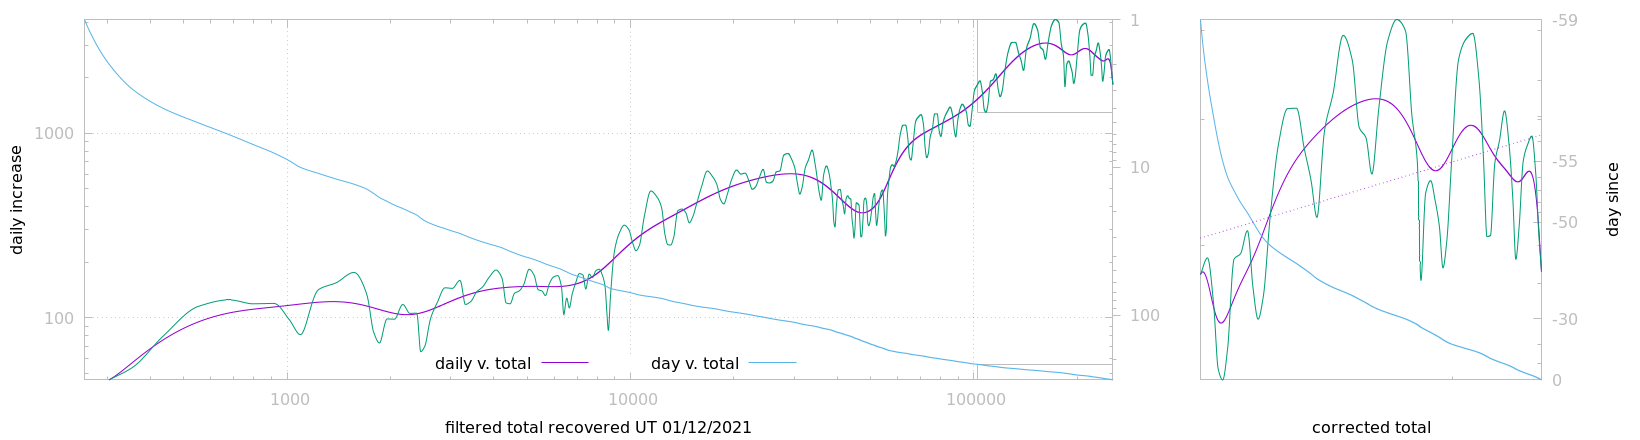 daily increase
1000
100
daily v. total
day v. total
1
10
100
1000
10000
100000
filtered total recovered UT 01/12/2021
-59
-55
-50
-30
0
day since
corrected total